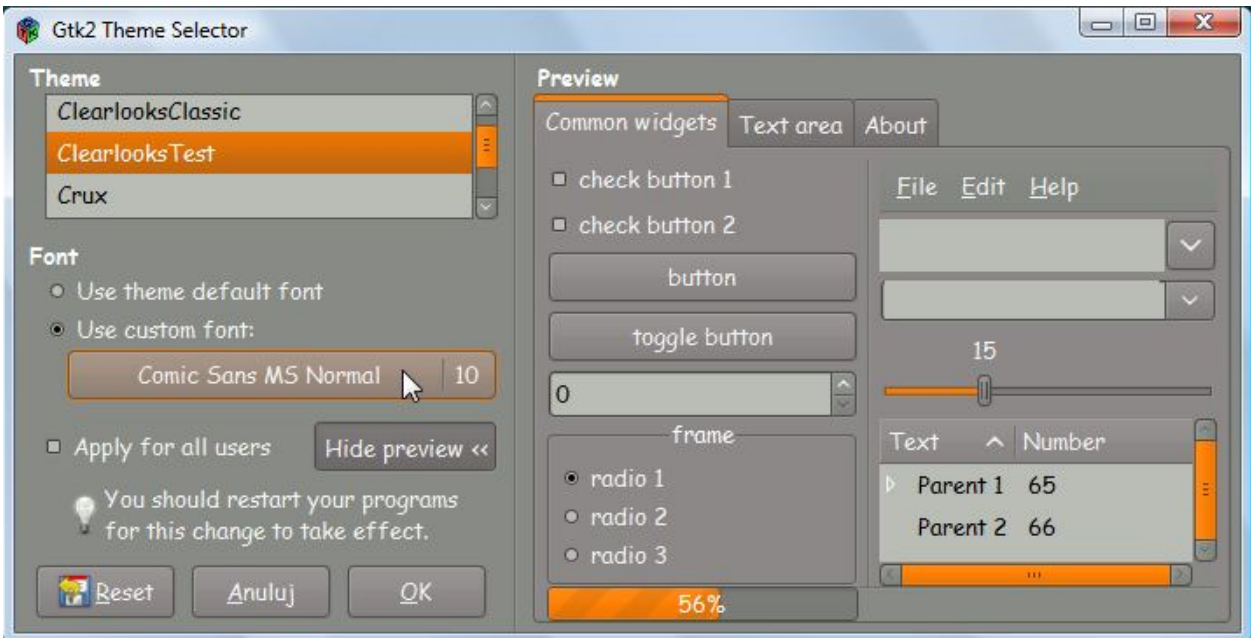 Gtk2 Theme Selector
Theme
ClearlooksClassic
ClearlooksTest
Crux
Font
Use theme default font
Use custom font:
Comic Sans MS Normal 10
Apply for all users
Hide preview <<
You should restart your programs
for this change to take effect.
Reset
Anuluj
OK
Preview
Common widgets
Text area
About
check button 1
check button 2
button
toggle button
0
frame
radio 1
radio 2
radio 3
56%
File Edit Help
15
Text Number
Parent 1 65
Parent 2 66